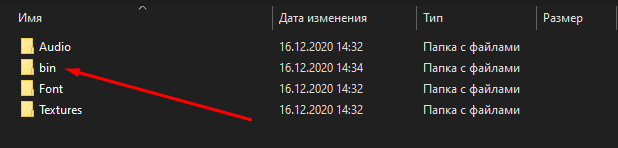 Имя Дата изменения Тип Размер
Audio 16.12.2020 14:32 Папка с файлами
bin 16.12.2020 14:34 Папка с файлами
Font 16.12.2020 14:32 Папка с файлами
Textures 16.12.2020 14:32 Папка с файлами